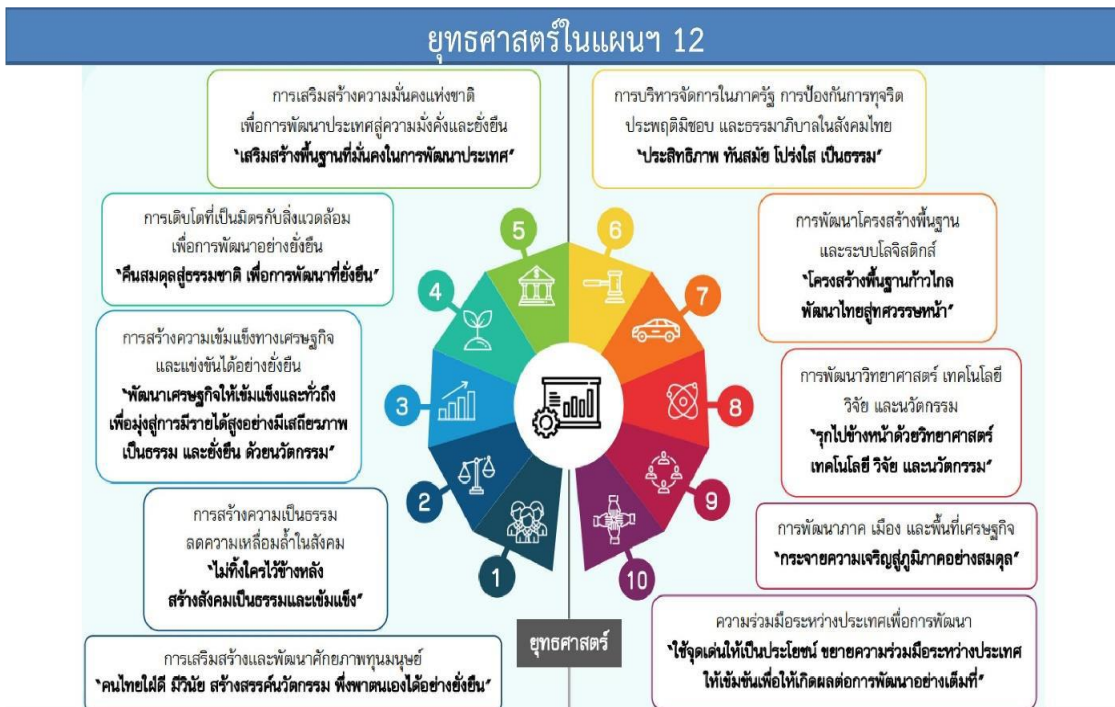 ยุทธศาสตร์ในแผนฯ 12
การเสริมสร้างความมั่นคงแห่งชาติ
เพื่อการพัฒนาประเทศสู่ความมั่งคั่งและยั่งยืน
“เสริมสร้างพื้นฐานที่มั่นคงในการพัฒนาประเทศ”
การเติบโตที่เป็นมิตรกับสิ่งแวดล้อม
เพื่อการพัฒนาอย่างยั่งยืน
“คืนสมดุลสู่ธรรมชาติ เพื่อการพัฒนาที่ยั่งยืน”
การสร้างความเข้มแข็งทางเศรษฐกิจ
และแข่งขันได้อย่างยั่งยืน
“พัฒนาเศรษฐกิจให้เข้มแข็งและทั่วถึง
เพื่อมุ่งสู่การมีรายได้สูงอย่างมีเสถียรภาพ
เป็นธรรม และยั่งยืน ด้วยนวัตกรรม”
การสร้างความเป็นธรรม
ลดความเหลื่อมล้ำในสังคม
“ไม่ทิ้งใครไว้ข้างหลัง
สร้างสังคมเป็นธรรมและเข้มแข็ง”
การเสริมสร้างและพัฒนาศักยภาพทุนมนุษย์
“คนไทยใฝ่ดี มีวินัย สร้างสรรค์นวัตกรรม พึ่งพาตนเองได้อย่างยั่งยืน”
5
4
3
2
1
6
7
8
9
10
ยุทธศาสตร์
การบริหารจัดการในภาครัฐ การป้องกันการทุจริต
ประพฤติมิชอบ และธรรมาภิบาลในสังคมไทย
“ประสิทธิภาพ ทันสมัย โปร่งใส เป็นธรรม”
การพัฒนาโครงสร้างพื้นฐาน
และระบบโลจิสติกส์
“โครงสร้างพื้นฐานก้าวไกล
พัฒนาไทยสู่ทศวรรษหน้า”
การพัฒนาวิทยาศาสตร์ เทคโนโลยี
วิจัย และนวัตกรรม
“รุกไปข้างหน้าด้วยวิทยาศาสตร์
เทคโนโลยี วิจัย และนวัตกรรม”
การพัฒนาภาค เมือง และพื้นที่เศรษฐกิจ
“กระจายความเจริญสู่ภูมิภาคอย่างสมดุล”
ความร่วมมือระหว่างประเทศเพื่อการพัฒนา
“ใช้จุดเด่นให้เป็นประโยชน์ ขยายความร่วมมือระหว่างประเทศ
ให้เข้มข้นเพื่อให้เกิดผลต่อการพัฒนาอย่างเต็มที่”